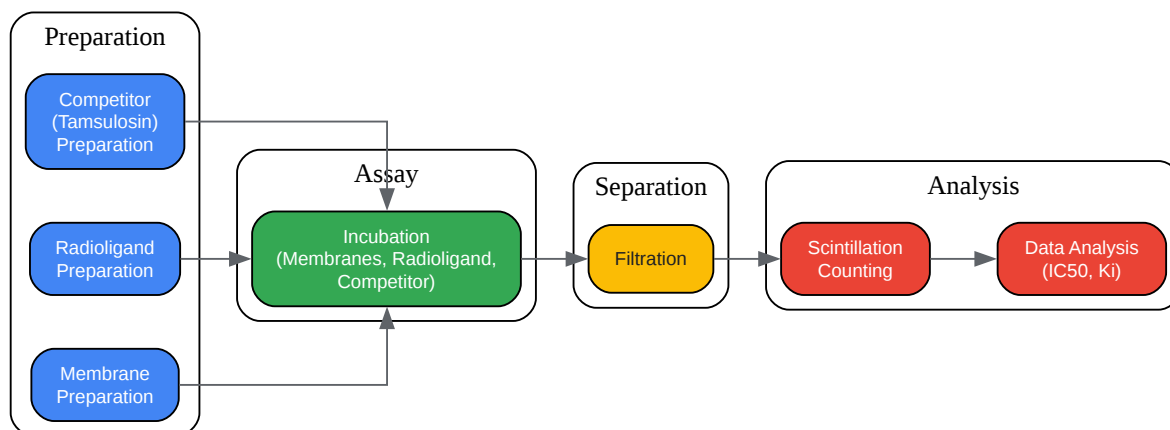 Preparation
Competitor
(Tamsulosin)
Preparation
Radioligand
Preparation
Membrane
Preparation
Assay
Incubation
(Membranes, Radioligand,
Competitor)
Separation
Filtration
Analysis
Scintillation
Counting
Data Analysis
(IC50, Ki)